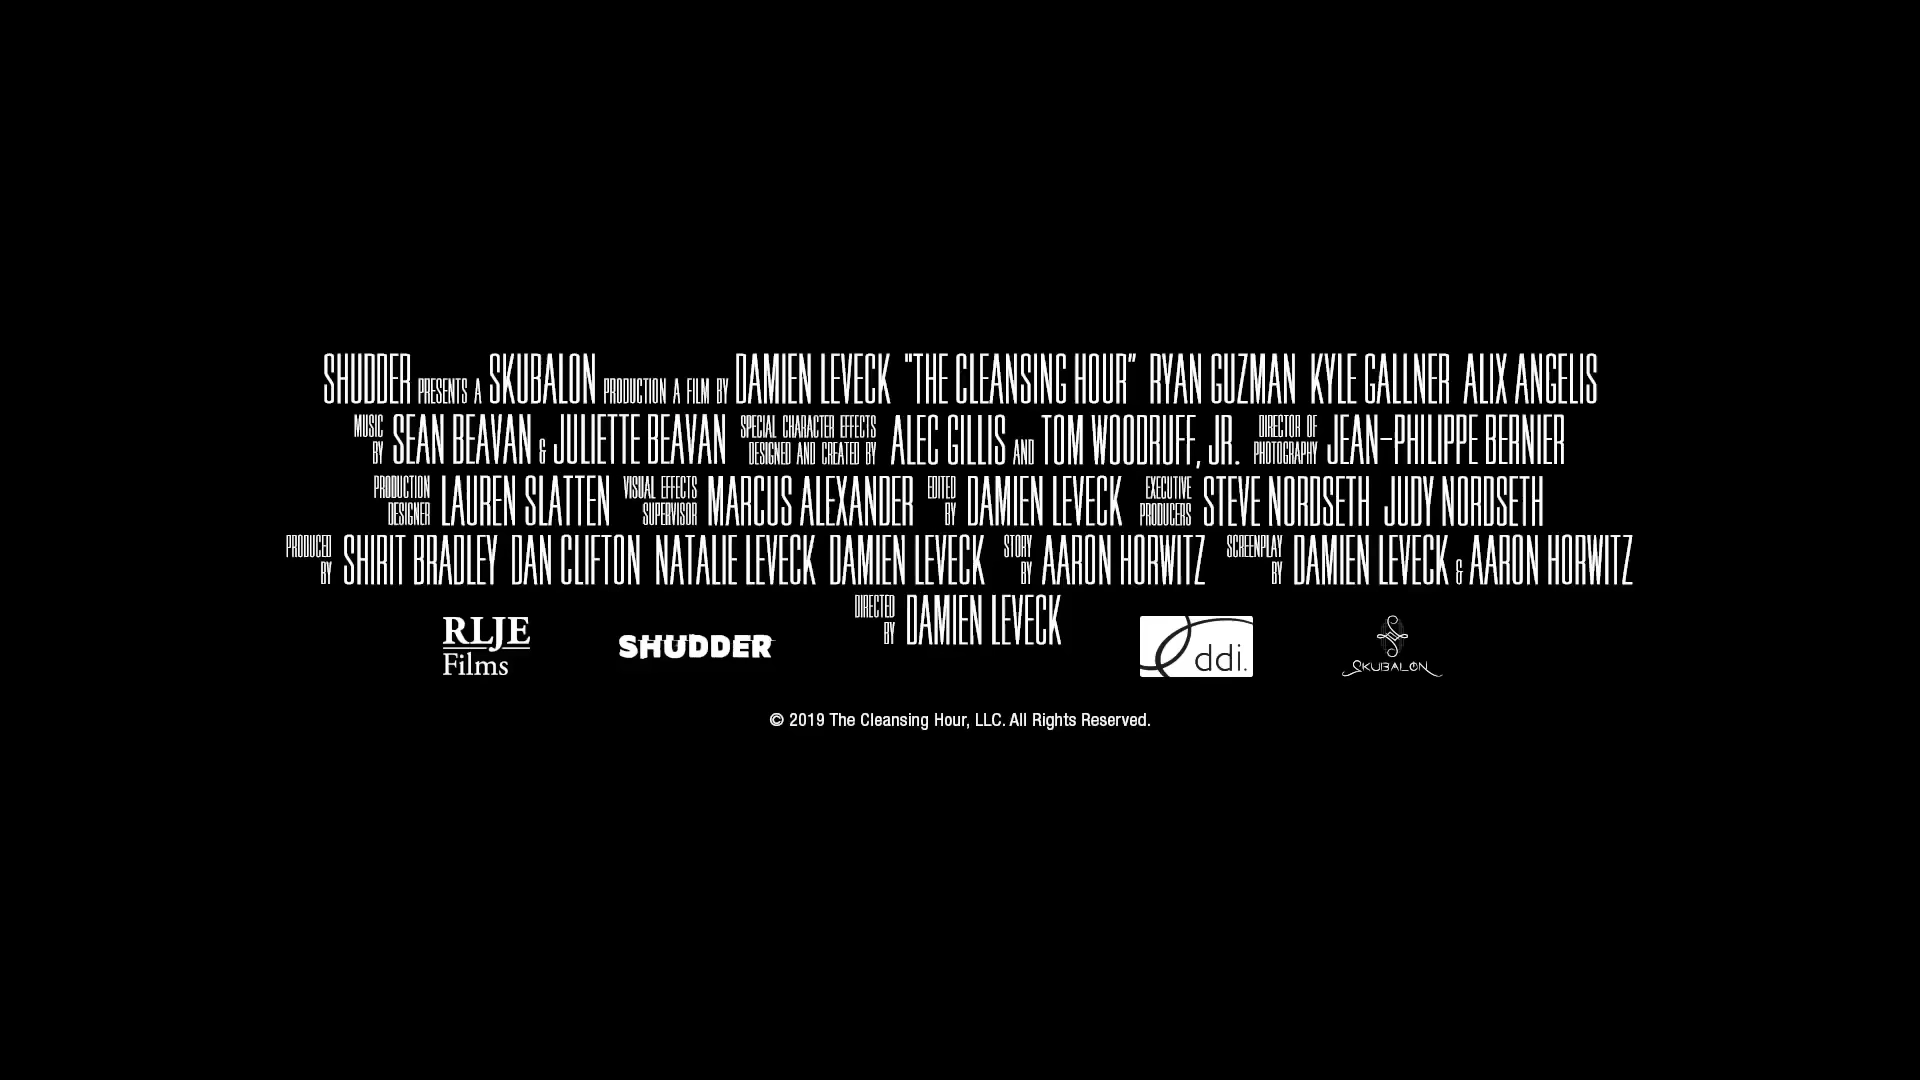 SHUDDER PRESENTS A SKUBALON PRODUCTION A FILM BY DAMIEN LEVECK "THE CLEANSING HOUR" RYAN GUZMAN KYLE GALLNER ALIX ANGELIS
MUSIC BY SEAN BEAVAN & JULIETTE BEAVAN SPECIAL CHARACTER EFFECTS DESIGNED AND CREATED BY ALEC GILLIS AND TOM WOODRUFF, JR. DIRECTOR OF PHOTOGRAPHY JEAN-PHILIPPE BERNIER
PRODUCTION DESIGNER LAUREN SLATTEN VISUAL EFFECTS SUPERVISOR MARCUS ALEXANDER EDITED BY DAMIEN LEVECK EXECUTIVE PRODUCERS STEVE NORDSETH JUDY NORDSETH
PRODUCED BY SHIRIT BRADLEY DAN CLIFTON NATALIE LEVECK DAMIEN LEVECK STORY BY AARON HORWITZ SCREENPLAY BY DAMIEN LEVECK & AARON HORWITZ
DIRECTED BY DAMIEN LEVECK
RLJE Films
SHUDDER
ddi.
SKUBALON
© 2019 The Cleansing Hour, LLC. All Rights Reserved.